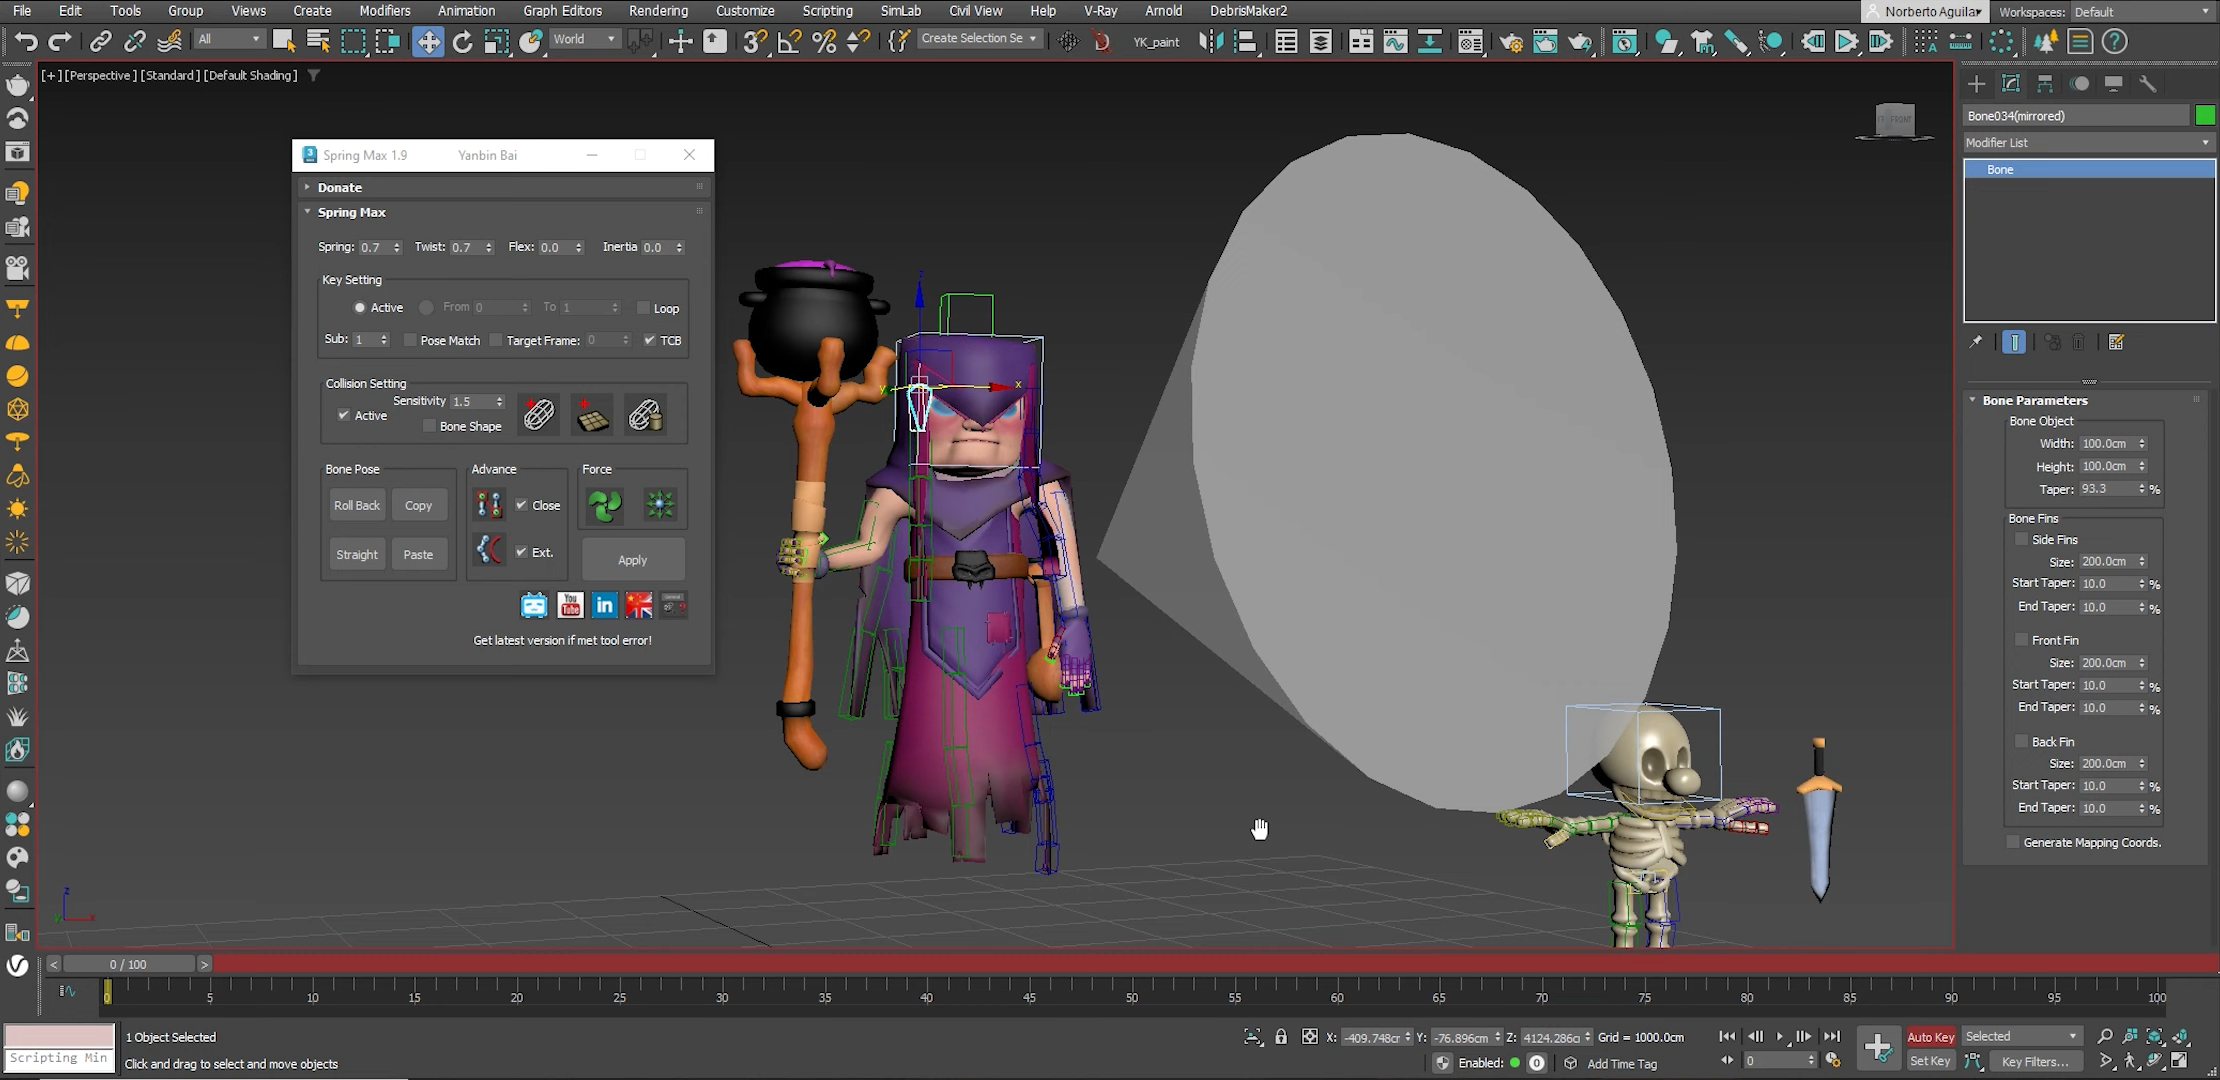 File Edit Tools Group Views Create Modifiers Animation Graph Editors Rendering Customize Scripting SimLab Civil View Help V-Ray Arnold DebrisMaker2 Norberto Aguilar Workspaces: Default
All World Create Selection Se YK_paint
[+] [Perspective ] [Standard ] [Default Shading ]
FRONT
Bone034(mirrored)
Modifier List
Bone
Spring Max 1.9 Yanbin Bai
Donate
Spring Max
Spring: 0.7 Twist: 0.7 Flex: 0.0 Inertia 0.0
Key Setting
Active From 0 To 1 Loop
Sub: 1 Pose Match Target Frame: 0 TCB
Collision Setting
Sensitivity 1.5
Active
Bone Shape
Bone Pose Advance Force
Roll Back Copy Close
Straight Paste Ext. Apply
You
Tube
in
Get latest version if met tool error!
z
y
x
Bone Parameters
Bone Object
Width: 100.0cm
Height: 100.0cm
Taper: 93.3 %
Bone Fins
Side Fins
Size: 200.0cm
Start Taper: 10.0 %
End Taper: 10.0 %
Front Fin
Size: 200.0cm
Start Taper: 10.0 %
End Taper: 10.0 %
Back Fin
Size: 200.0cm
Start Taper: 10.0 %
End Taper: 10.0 %
Generate Mapping Coords.
z
y x
< 0 / 100 >
0 5 10 15 20 25 30 35 40 45 50 55 60 65 70 75 80 85 90 95 100
1 Object Selected X: -409.748cm Y: -76.896cm Z: 4124.286c Grid = 1000.0cm Auto Key Selected
Scripting Min Click and drag to select and move objects Enabled: 0 Add Time Tag 0 Set Key Key Filters...